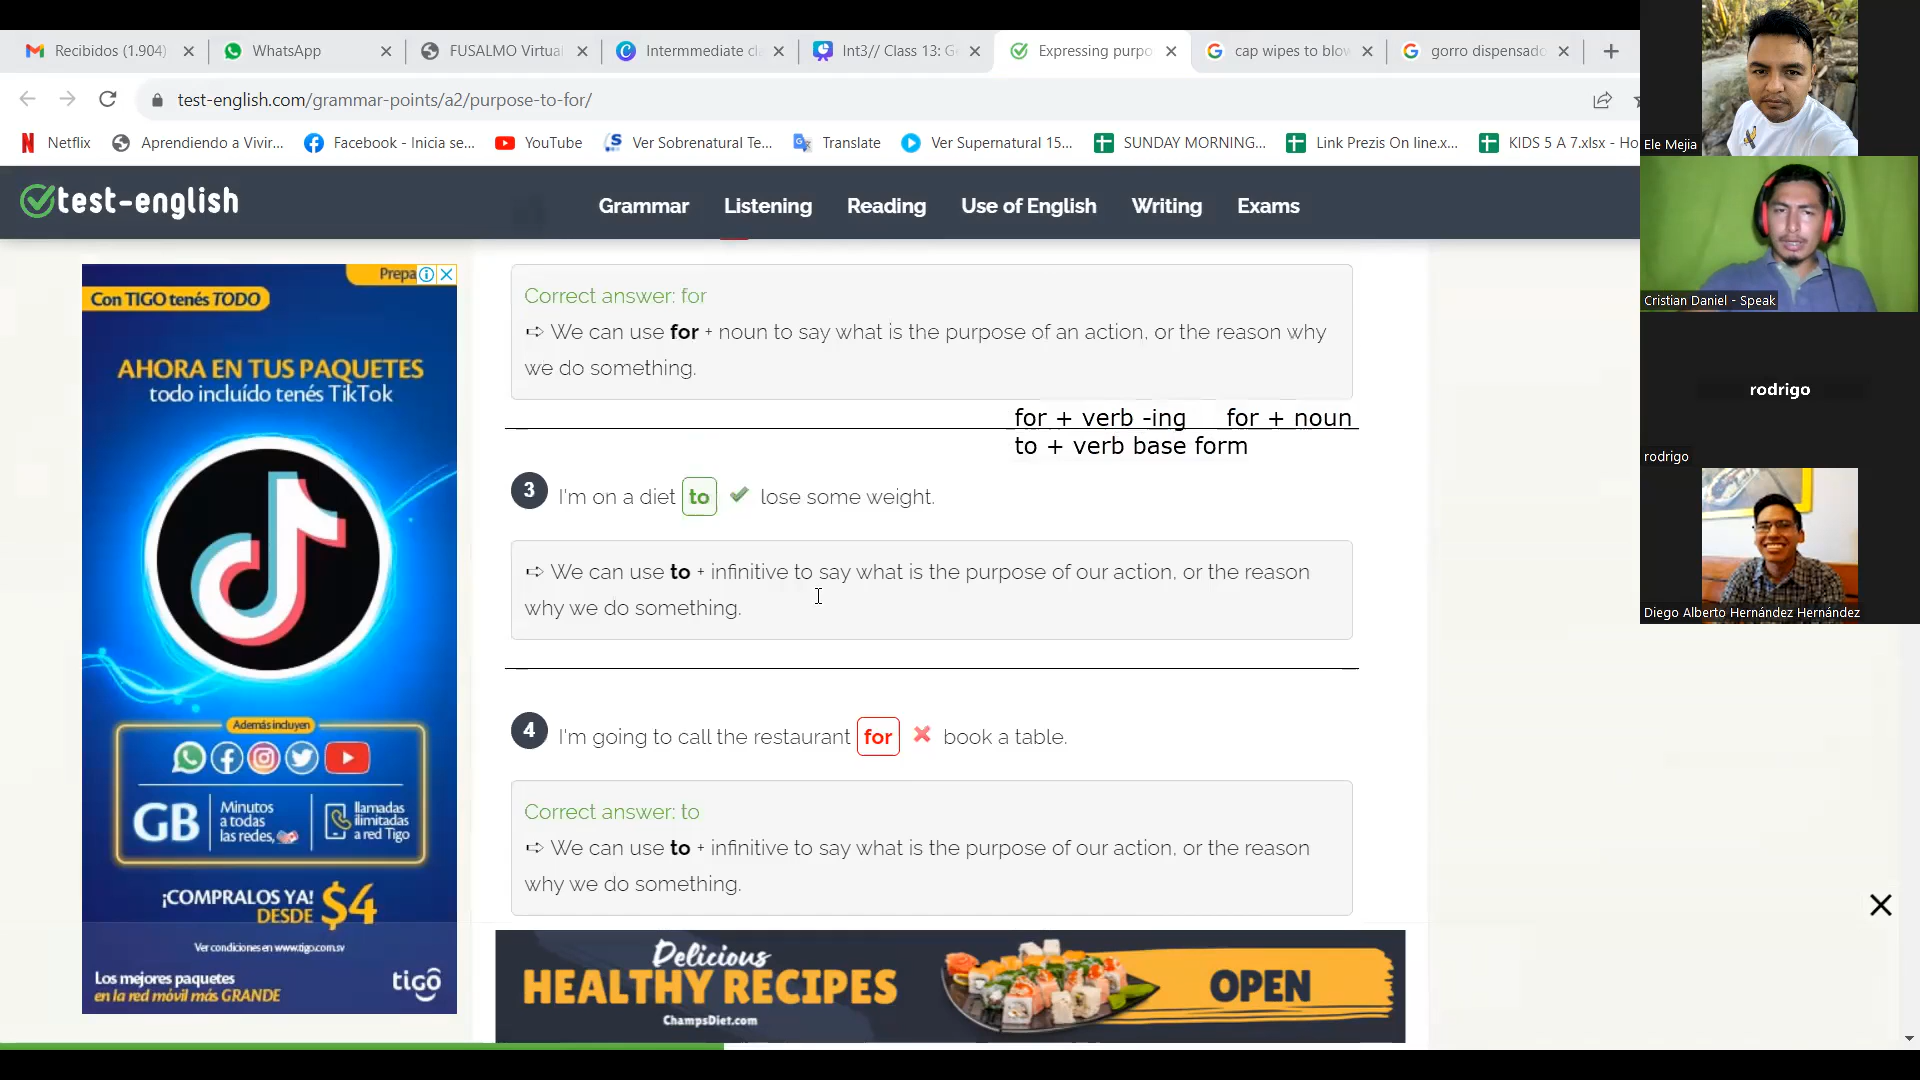 Recibidos (1.904)
WhatsApp
FUSALMO Virtua
Intermmediate cl
Int3// Class 13: G
Expressing purpo
cap wipes to blow
gorro dispensado
test-english.com/grammar-points/a2/purpose-to-for/
Netflix
Aprendiendo a Vivir...
Facebook - Inicia se...
YouTube
Ver Sobrenatural Te...
Translate
Ver Supernatural 15...
SUNDAY MORNING...
Link Prezis On line.x...
KIDS 5 A 7.xlsx - Ho
test-english
Grammar
Listening
Reading
Use of English
Writing
Exams
Prepa
Con TIGO tenés TODO
AHORA EN TUS PAQUETES
todo incluído tenés TikTok
Además incluyen
GB
Minutos
a todas
las redes,
llamadas
ilimitadas
a red Tigo
¡COMPRALOS YA!
DESDE $4
Ver condiciones en www.tigo.com.sv
Los mejores paquetes
en la red móvil más GRANDE
tigo
Correct answer: for
⇨ We can use for + noun to say what is the purpose of an action, or the reason why
we do something.
for + verb -ing for + noun
to + verb base form
3 I'm on a diet to lose some weight.
⇨ We can use to + infinitive to say what is the purpose of our action, or the reason
why we do something.
4 I'm going to call the restaurant for book a table.
Correct answer: to
⇨ We can use to + infinitive to say what is the purpose of our action, or the reason
why we do something.
Delicious
HEALTHY RECIPES
ChampsDiet.com
OPEN
Ele Mejia
Cristian Daniel - Speak
rodrigo
rodrigo
Diego Alberto Hernández Hernández